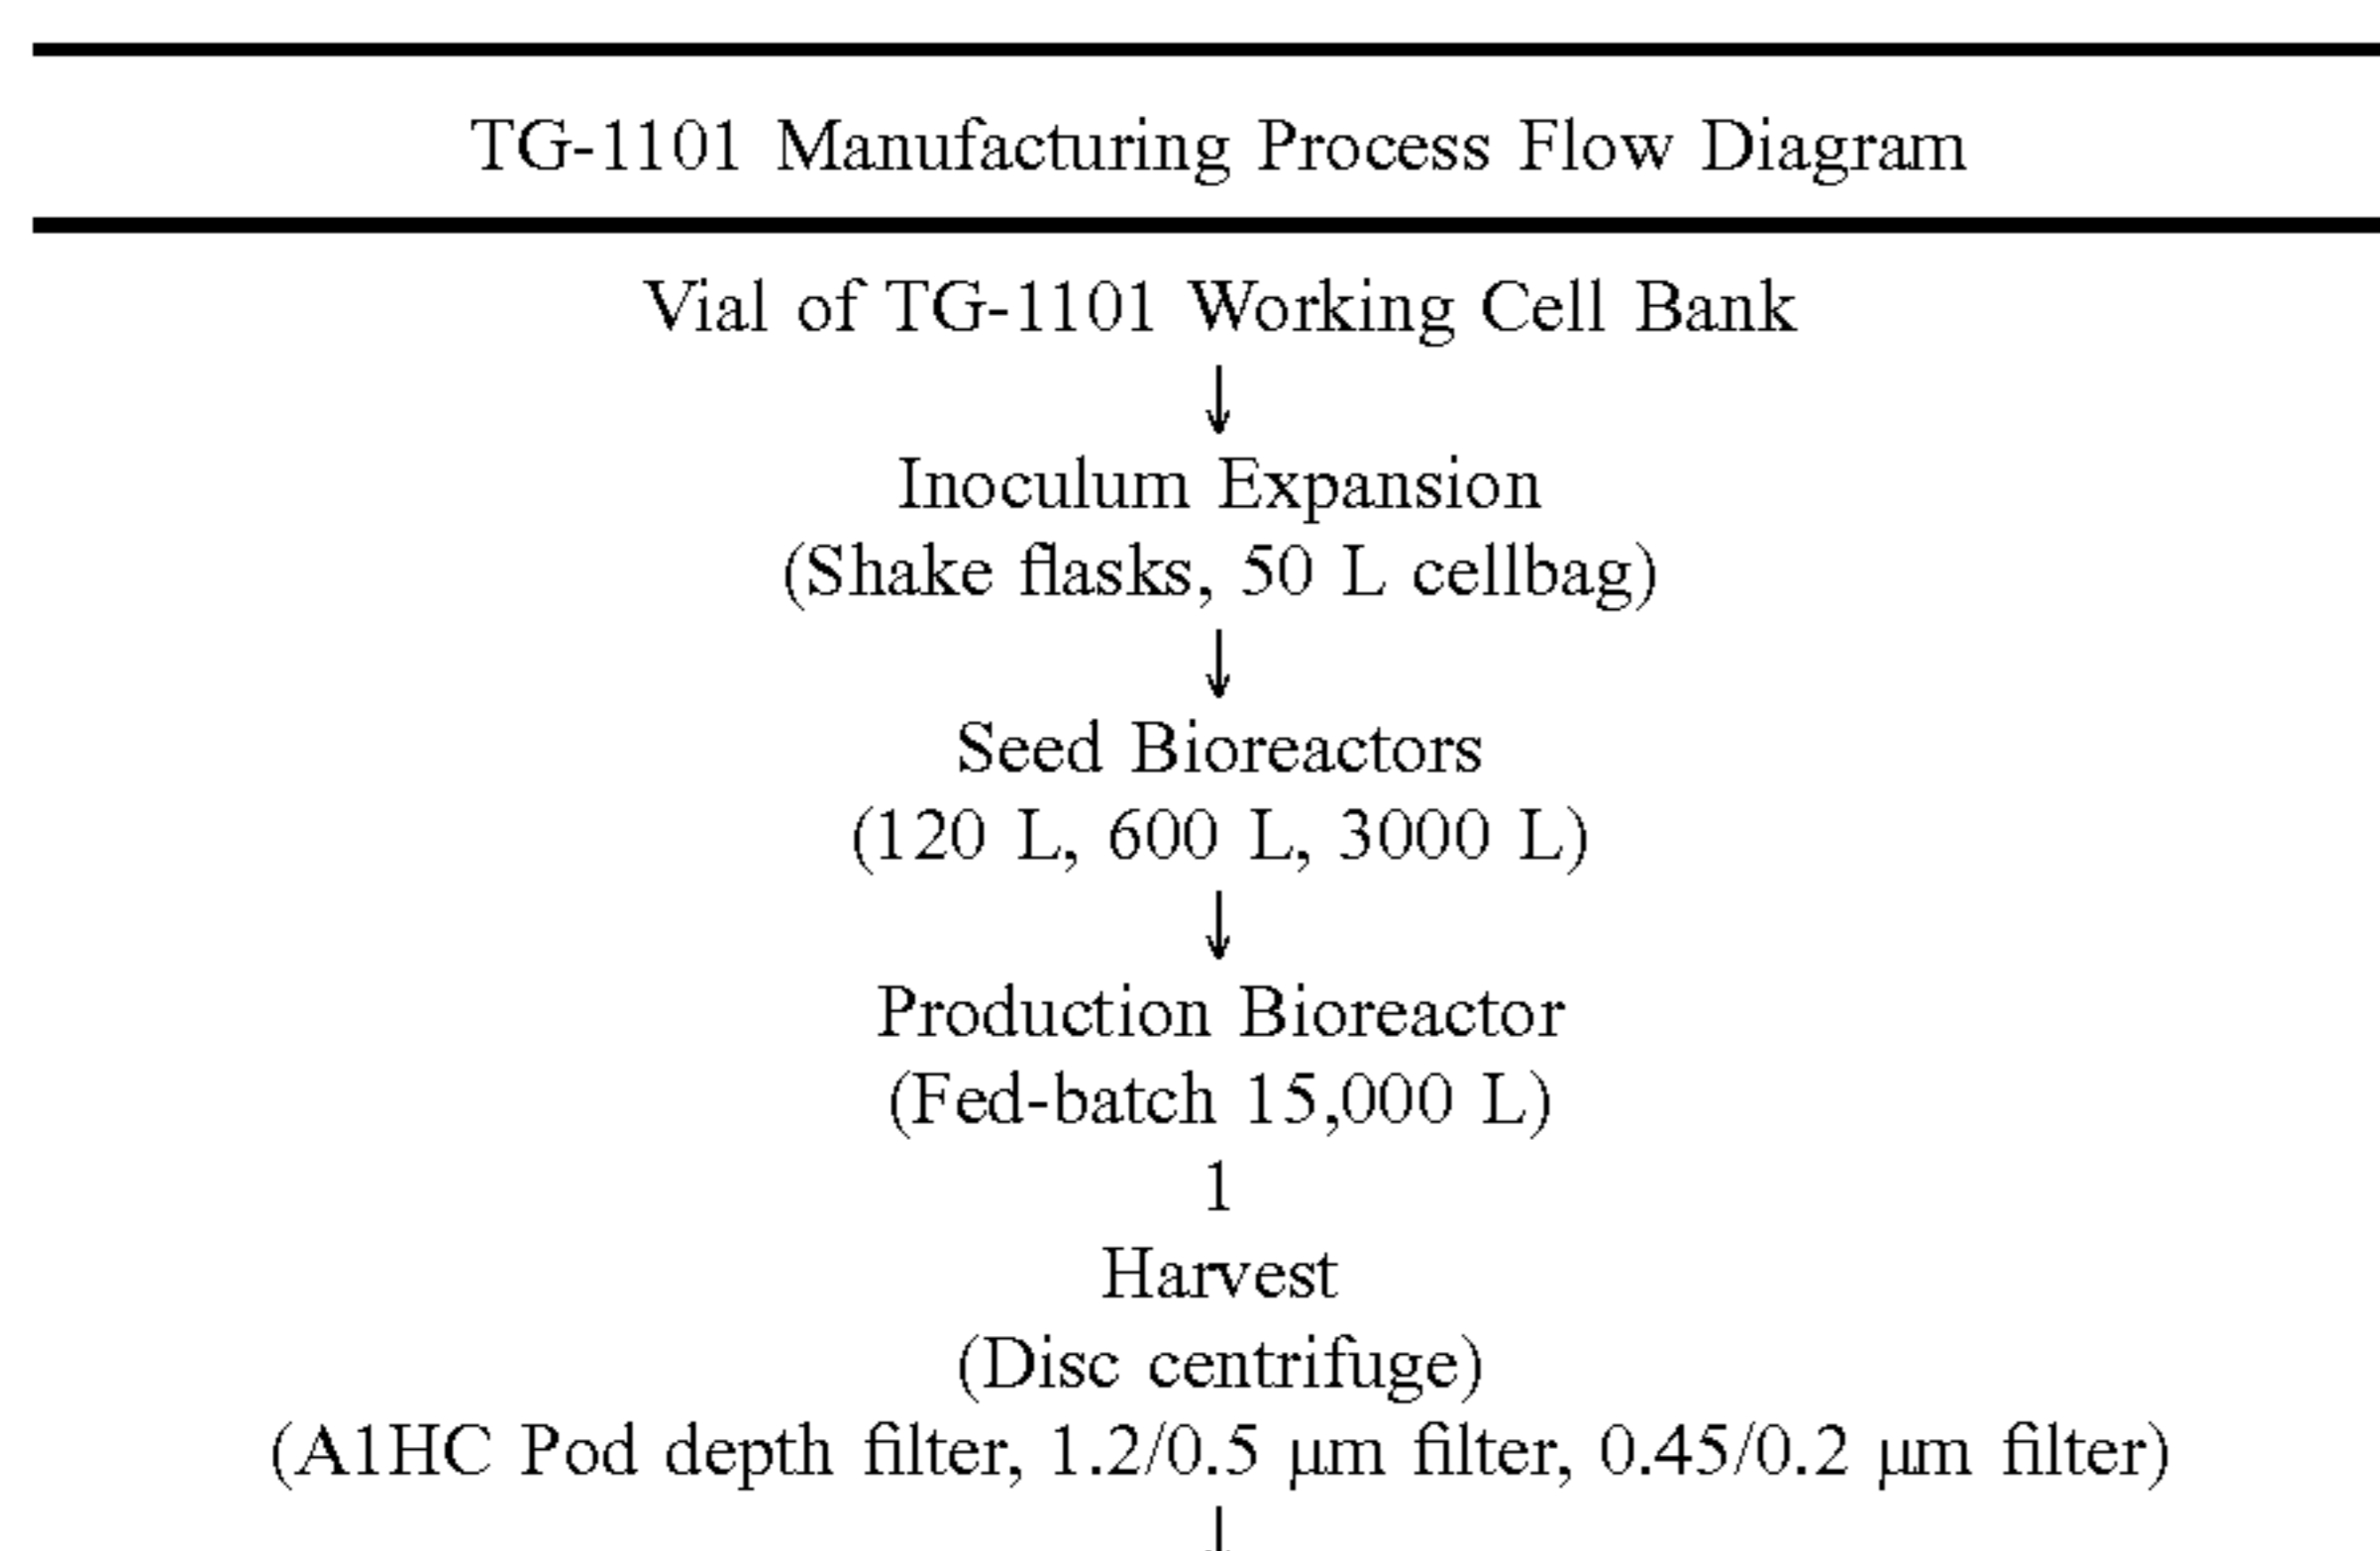 TG-1101 Manufacturing Process Flow Diagram
Vial of TG-1101 Working Cell Bank
↓
Inoculum Expansion
(Shake flasks, 50 L cellbag)
↓
Seed Bioreactors
(120 L, 600 L, 3000 L)
↓
Production Bioreactor
(Fed-batch 15,000 L)
1
Harvest
(Disc centrifuge)
(A1HC Pod depth filter, 1.2/0.5 μm filter, 0.45/0.2 μm filter)
↓